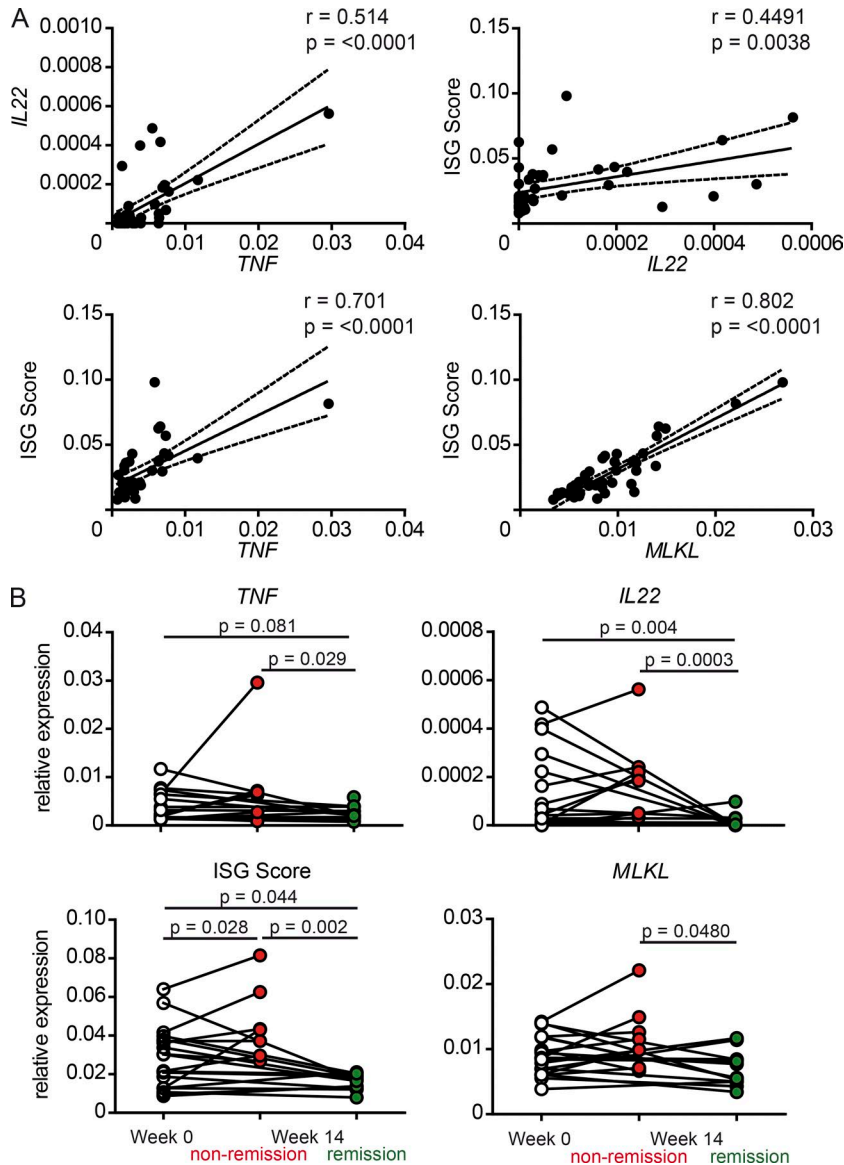 A
r = 0.514
p = <0.0001
IL22
0.0010
0.0008
0.0006
0.0004
0.0002
0 0.01 0.02 0.03 0.04
TNF
r = 0.4491
p = 0.0038
ISG Score
0.15
0.10
0.05
0 0.0002 0.0004 0.0006
IL22
r = 0.701
p = <0.0001
ISG Score
0.15
0.10
0.05
0 0.01 0.02 0.03 0.04
TNF
r = 0.802
p = <0.0001
ISG Score
0.15
0.10
0.05
0 0.01 0.02 0.03
MLKL
B
TNF
relative expression
0.04
0.03
0.02
0.01
0
p = 0.081
p = 0.029
IL22
0.0008
0.0006
0.0004
0.0002
0
p = 0.004
p = 0.0003
ISG Score
relative expression
0.10
0.08
0.06
0.04
0.02
0
p = 0.044
p = 0.028 p = 0.002
Week 0 Week 14
non-remission remission
MLKL
0.03
0.02
0.01
0
p = 0.0480
Week 0 Week 14
non-remission remission